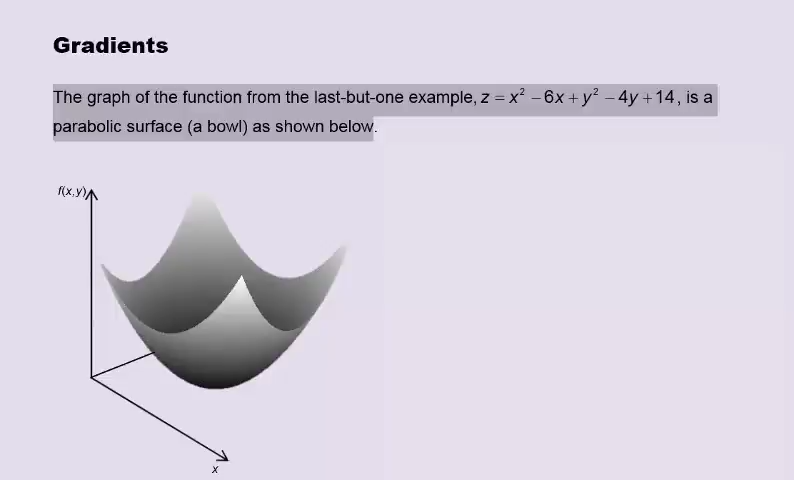 Gradients
The graph of the function from the last-but-one example, z = x² − 6x + y² − 4y + 14, is a
parabolic surface (a bowl) as shown below.
f(x,y)
x